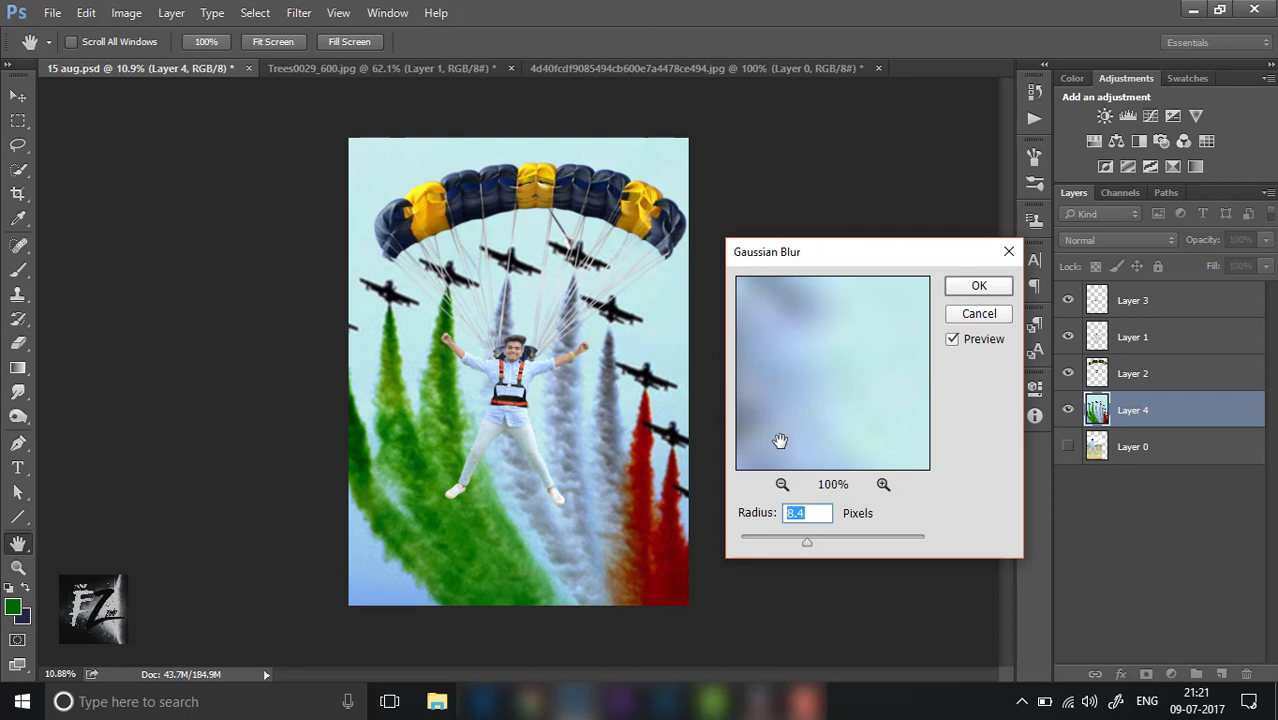 Ps File Edit Image Layer Type Select Filter View Window Help
Scroll All Windows 100% Fit Screen Fill Screen Essentials
15 aug.psd @ 10.9% (Layer 4, RGB/8) * × Trees0029_600.jpg @ 62.1% (Layer 1, RGB/8#) * × 4d40fcdf9085494cb600e7a4478ce494.jpg @ 100% (Layer 0, RGB/8#) * ×
Color Adjustments Swatches
Add an adjustment
Layers Channels Paths
Kind
Normal Opacity: 100%
Lock: Fill: 100%
Layer 3
Layer 1
Layer 2
Layer 4
Layer 0
Gaussian Blur
OK
Cancel
Preview
100%
Radius: 8.4 Pixels
FZ
10.88% Doc: 43.7M/184.9M
Type here to search
ENG
21:21
09-07-2017